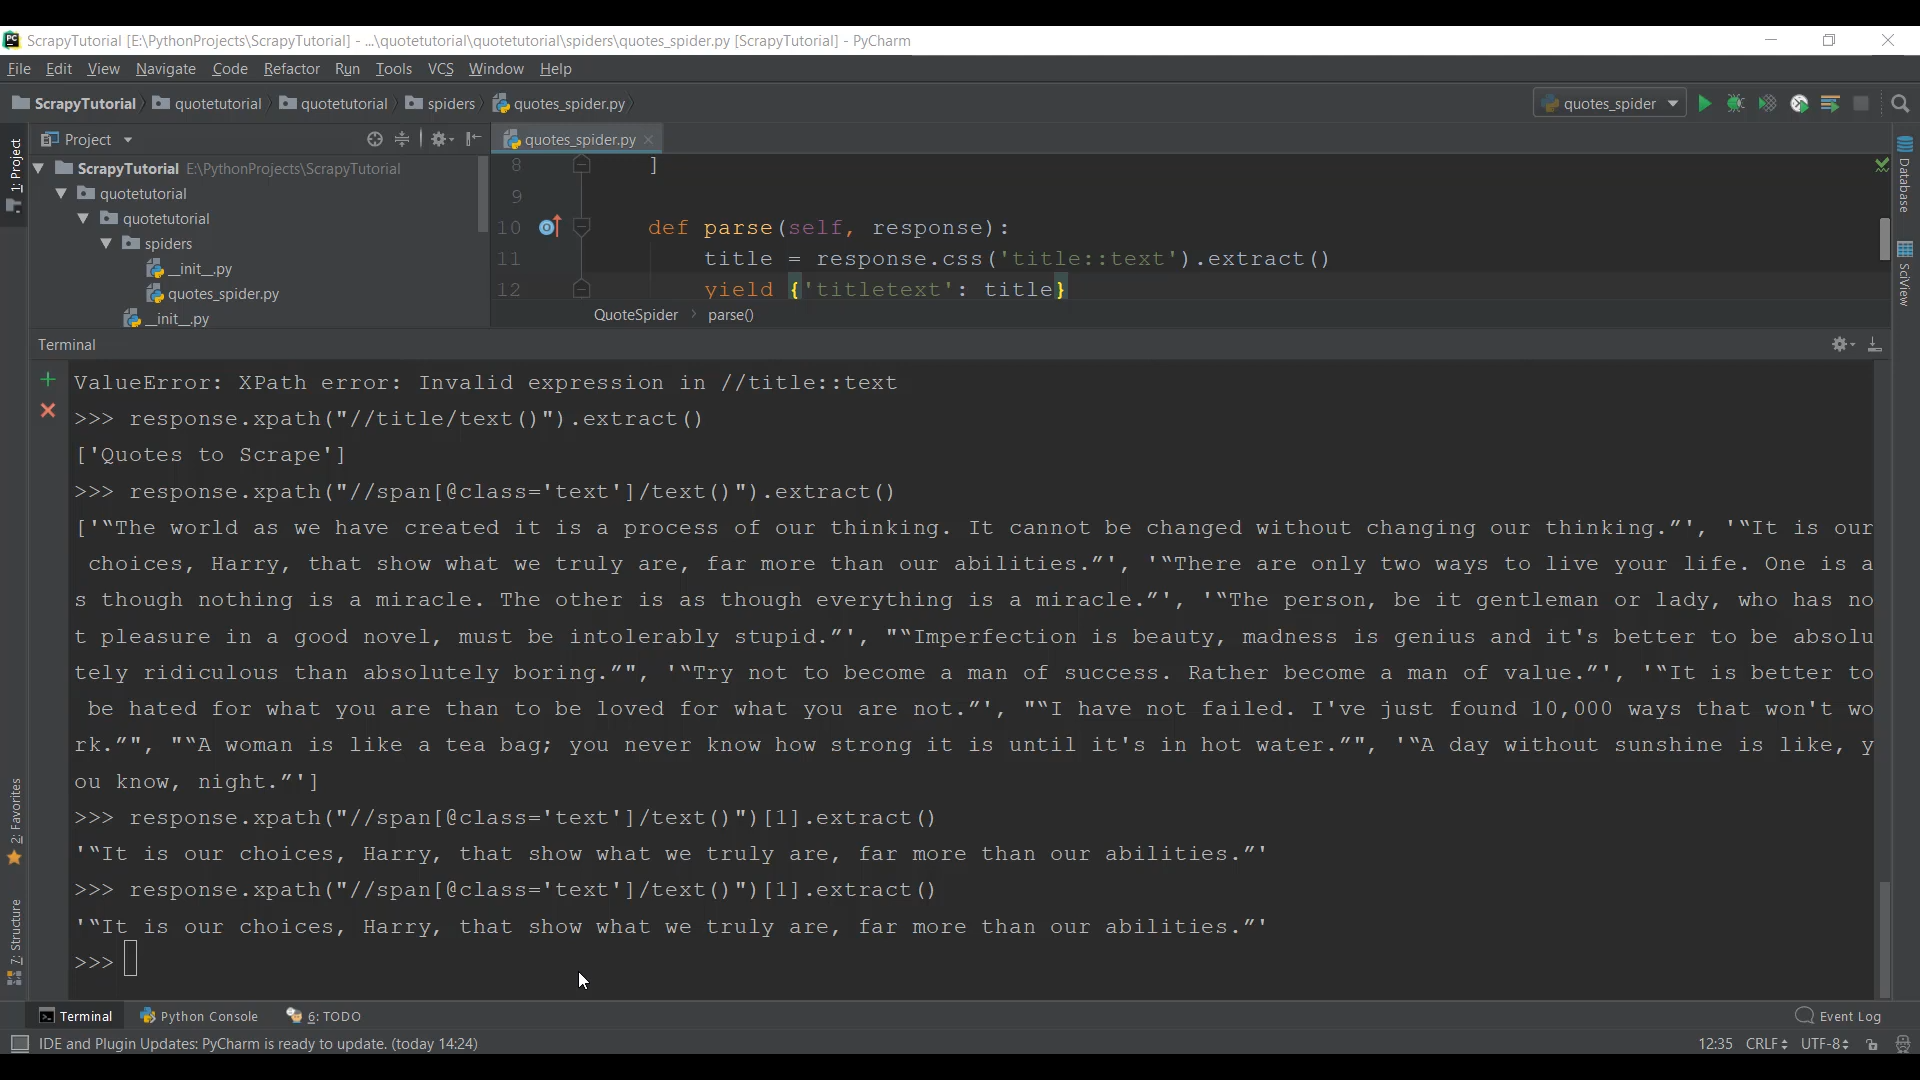 ScrapyTutorial [E:\PythonProjects\ScrapyTutorial] - ...\quotetutorial\quotetutorial\spiders\quotes_spider.py [ScrapyTutorial] - PyCharm
File Edit View Navigate Code Refactor Run Tools VCS Window Help
ScrapyTutorial quotetutorial quotetutorial spiders quotes_spider.py quotes_spider
Project quotes_spider.py
1: Project
ScrapyTutorial E:\PythonProjects\ScrapyTutorial
quotetutorial
quotetutorial
spiders
__init__.py
quotes_spider.py
__init__.py
8 ]
9
10 def parse(self, response):
11 title = response.css('title::text').extract()
12 yield {'titletext': title}
QuoteSpider parse()
Database
SciView
Terminal
ValueError: XPath error: Invalid expression in //title::text
>>> response.xpath("//title/text()").extract()
['Quotes to Scrape']
>>> response.xpath("//span[@class='text']/text()").extract()
['“The world as we have created it is a process of our thinking. It cannot be changed without changing our thinking.”', '“It is our
choices, Harry, that show what we truly are, far more than our abilities.”', '“There are only two ways to live your life. One is a
s though nothing is a miracle. The other is as though everything is a miracle.”', '“The person, be it gentleman or lady, who has no
t pleasure in a good novel, must be intolerably stupid.”', "“Imperfection is beauty, madness is genius and it's better to be absolu
tely ridiculous than absolutely boring.”", '“Try not to become a man of success. Rather become a man of value.”', '“It is better to
be hated for what you are than to be loved for what you are not.”', "“I have not failed. I've just found 10,000 ways that won't wo
rk.”", "“A woman is like a tea bag; you never know how strong it is until it's in hot water.”", '“A day without sunshine is like, y
ou know, night.”']
>>> response.xpath("//span[@class='text']/text()")[1].extract()
'“It is our choices, Harry, that show what we truly are, far more than our abilities.”'
>>> response.xpath("//span[@class='text']/text()")[1].extract()
'“It is our choices, Harry, that show what we truly are, far more than our abilities.”'
>>>
2: Favorites
7: Structure
Terminal Python Console 6: TODO Event Log
IDE and Plugin Updates: PyCharm is ready to update. (today 14:24) 12:35 CRLF UTF-8